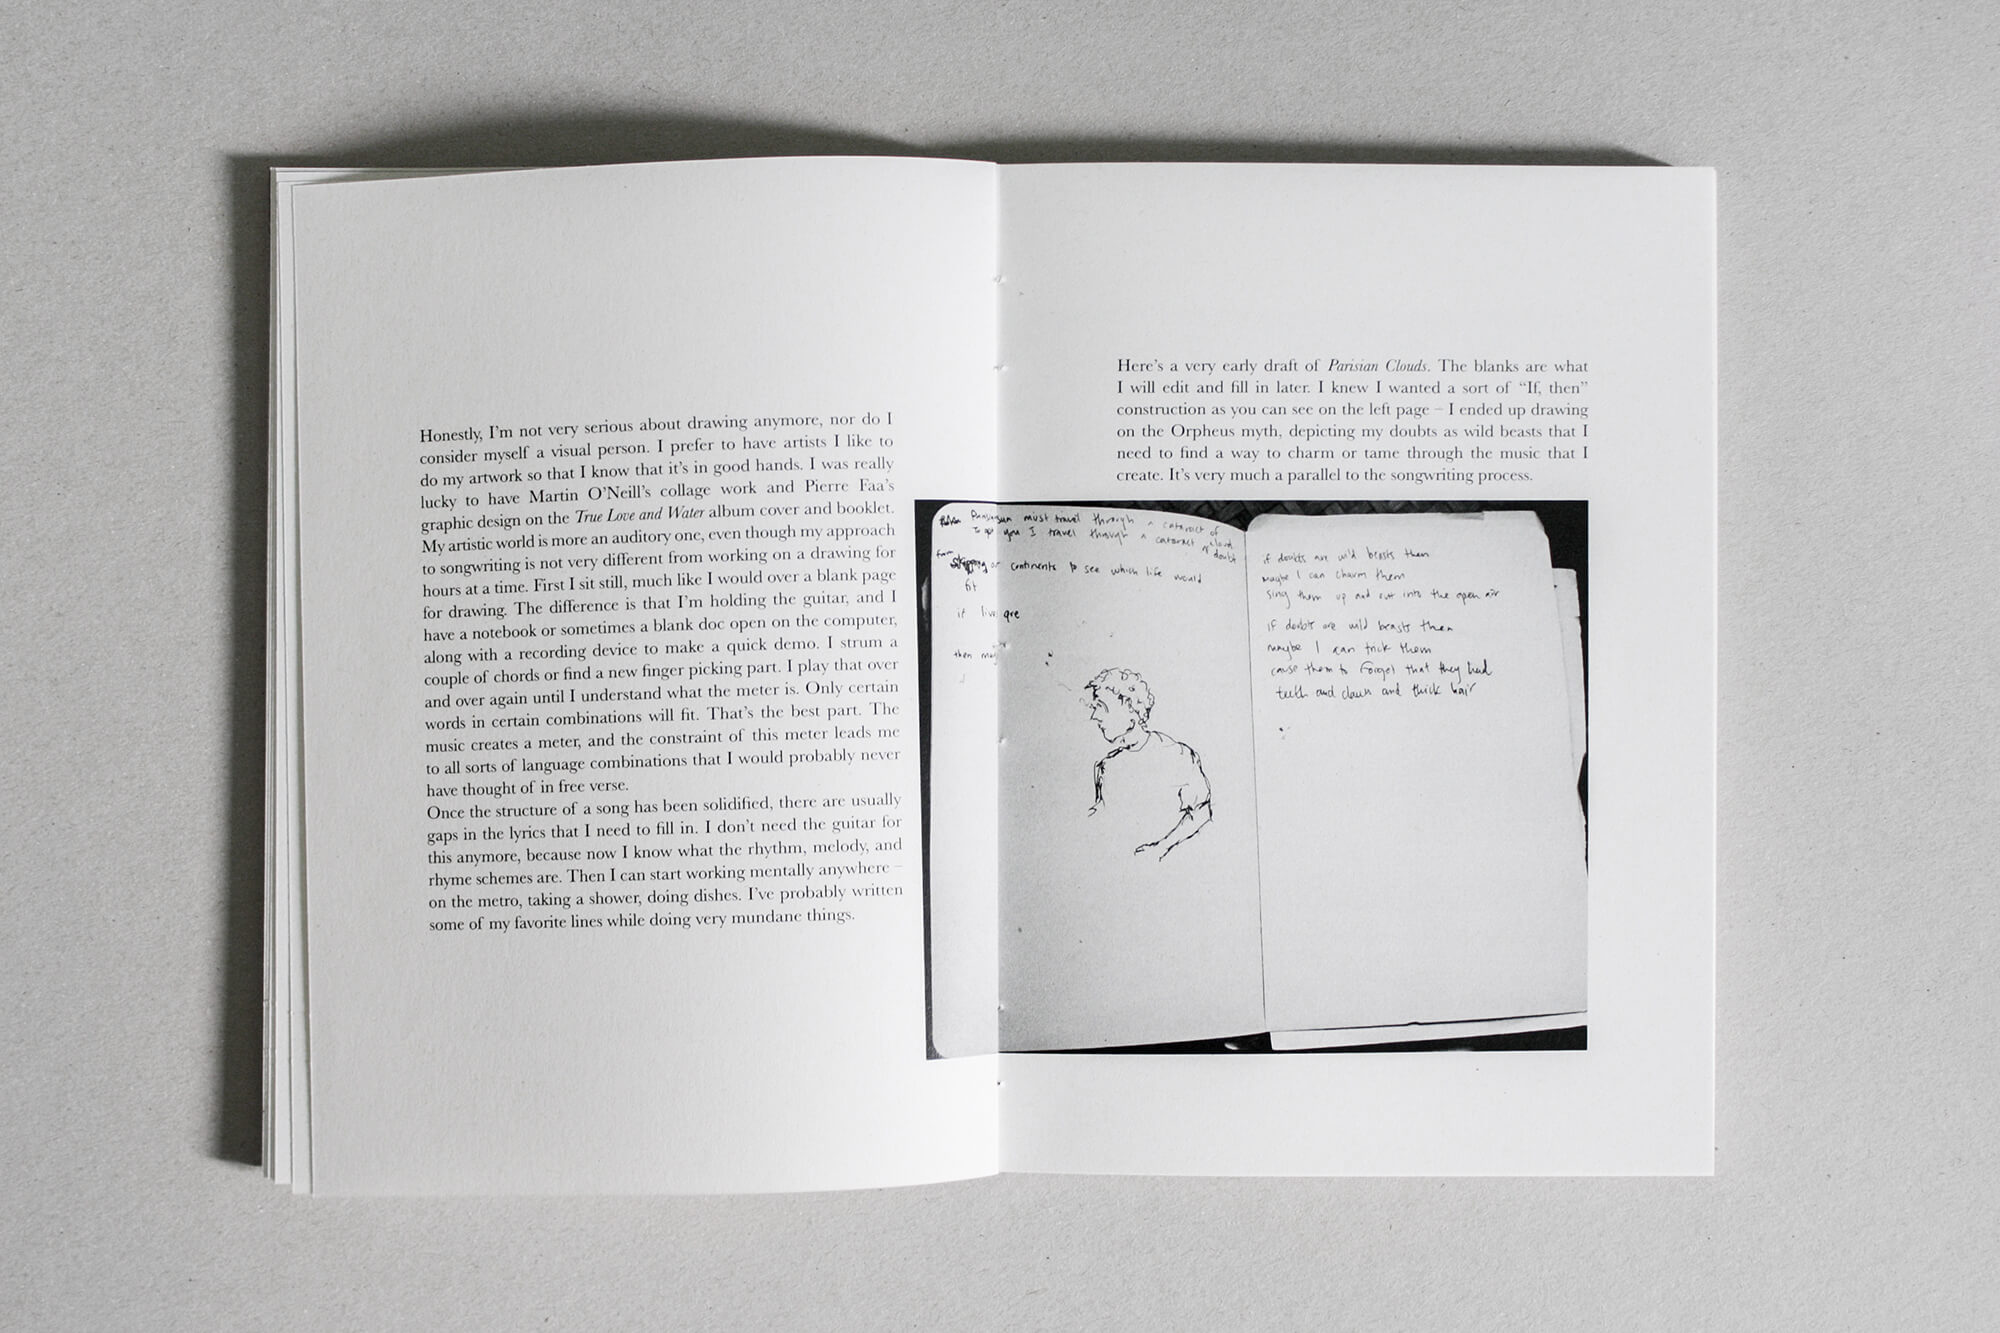 Honestly, I'm not very serious about drawing anymore, nor do I
consider myself a visual person. I prefer to have artists I like to
do my artwork so that I know that it's in good hands. I was really
lucky to have Martin O'Neill's collage work and Pierre Faa's
graphic design on the True Love and Water album cover and booklet.
My artistic world is more an auditory one, even though my approach
to songwriting is not very different from working on a drawing for
hours at a time. First I sit still, much like I would over a blank page
for drawing. The difference is that I'm holding the guitar, and I
have a notebook or sometimes a blank doc open on the computer,
along with a recording device to make a quick demo. I strum a
couple of chords or find a new finger picking part. I play that over
and over again until I understand what the meter is. Only certain
words in certain combinations will fit. That's the best part. The
music creates a meter, and the constraint of this meter leads me
to all sorts of language combinations that I would probably never
have thought of in free verse.
Once the structure of a song has been solidified, there are usually
gaps in the lyrics that I need to fill in. I don't need the guitar for
this anymore, because now I know what the rhythm, melody, and
rhyme schemes are. Then I can start working mentally anywhere –
on the metro, taking a shower, doing dishes. I've probably written
some of my favorite lines while doing very mundane things.
Here's a very early draft of Parisian Clouds. The blanks are what
I will edit and fill in later. I knew I wanted a sort of “If, then”
construction as you can see on the left page – I ended up drawing
on the Orpheus myth, depicting my doubts as wild beasts that I
need to find a way to charm or tame through the music that I
create. It's very much a parallel to the songwriting process.
must travel through a cataract of
cloud
you I travel through a cataract
of doubt
continents to see which life would
fit
if
then
if doubts are wild beasts then
maybe I can charm them
sing them up and out into the open air
if doubts are wild beasts then
maybe I can trick them
cause them to forget that they had
teeth and claws and thick hair